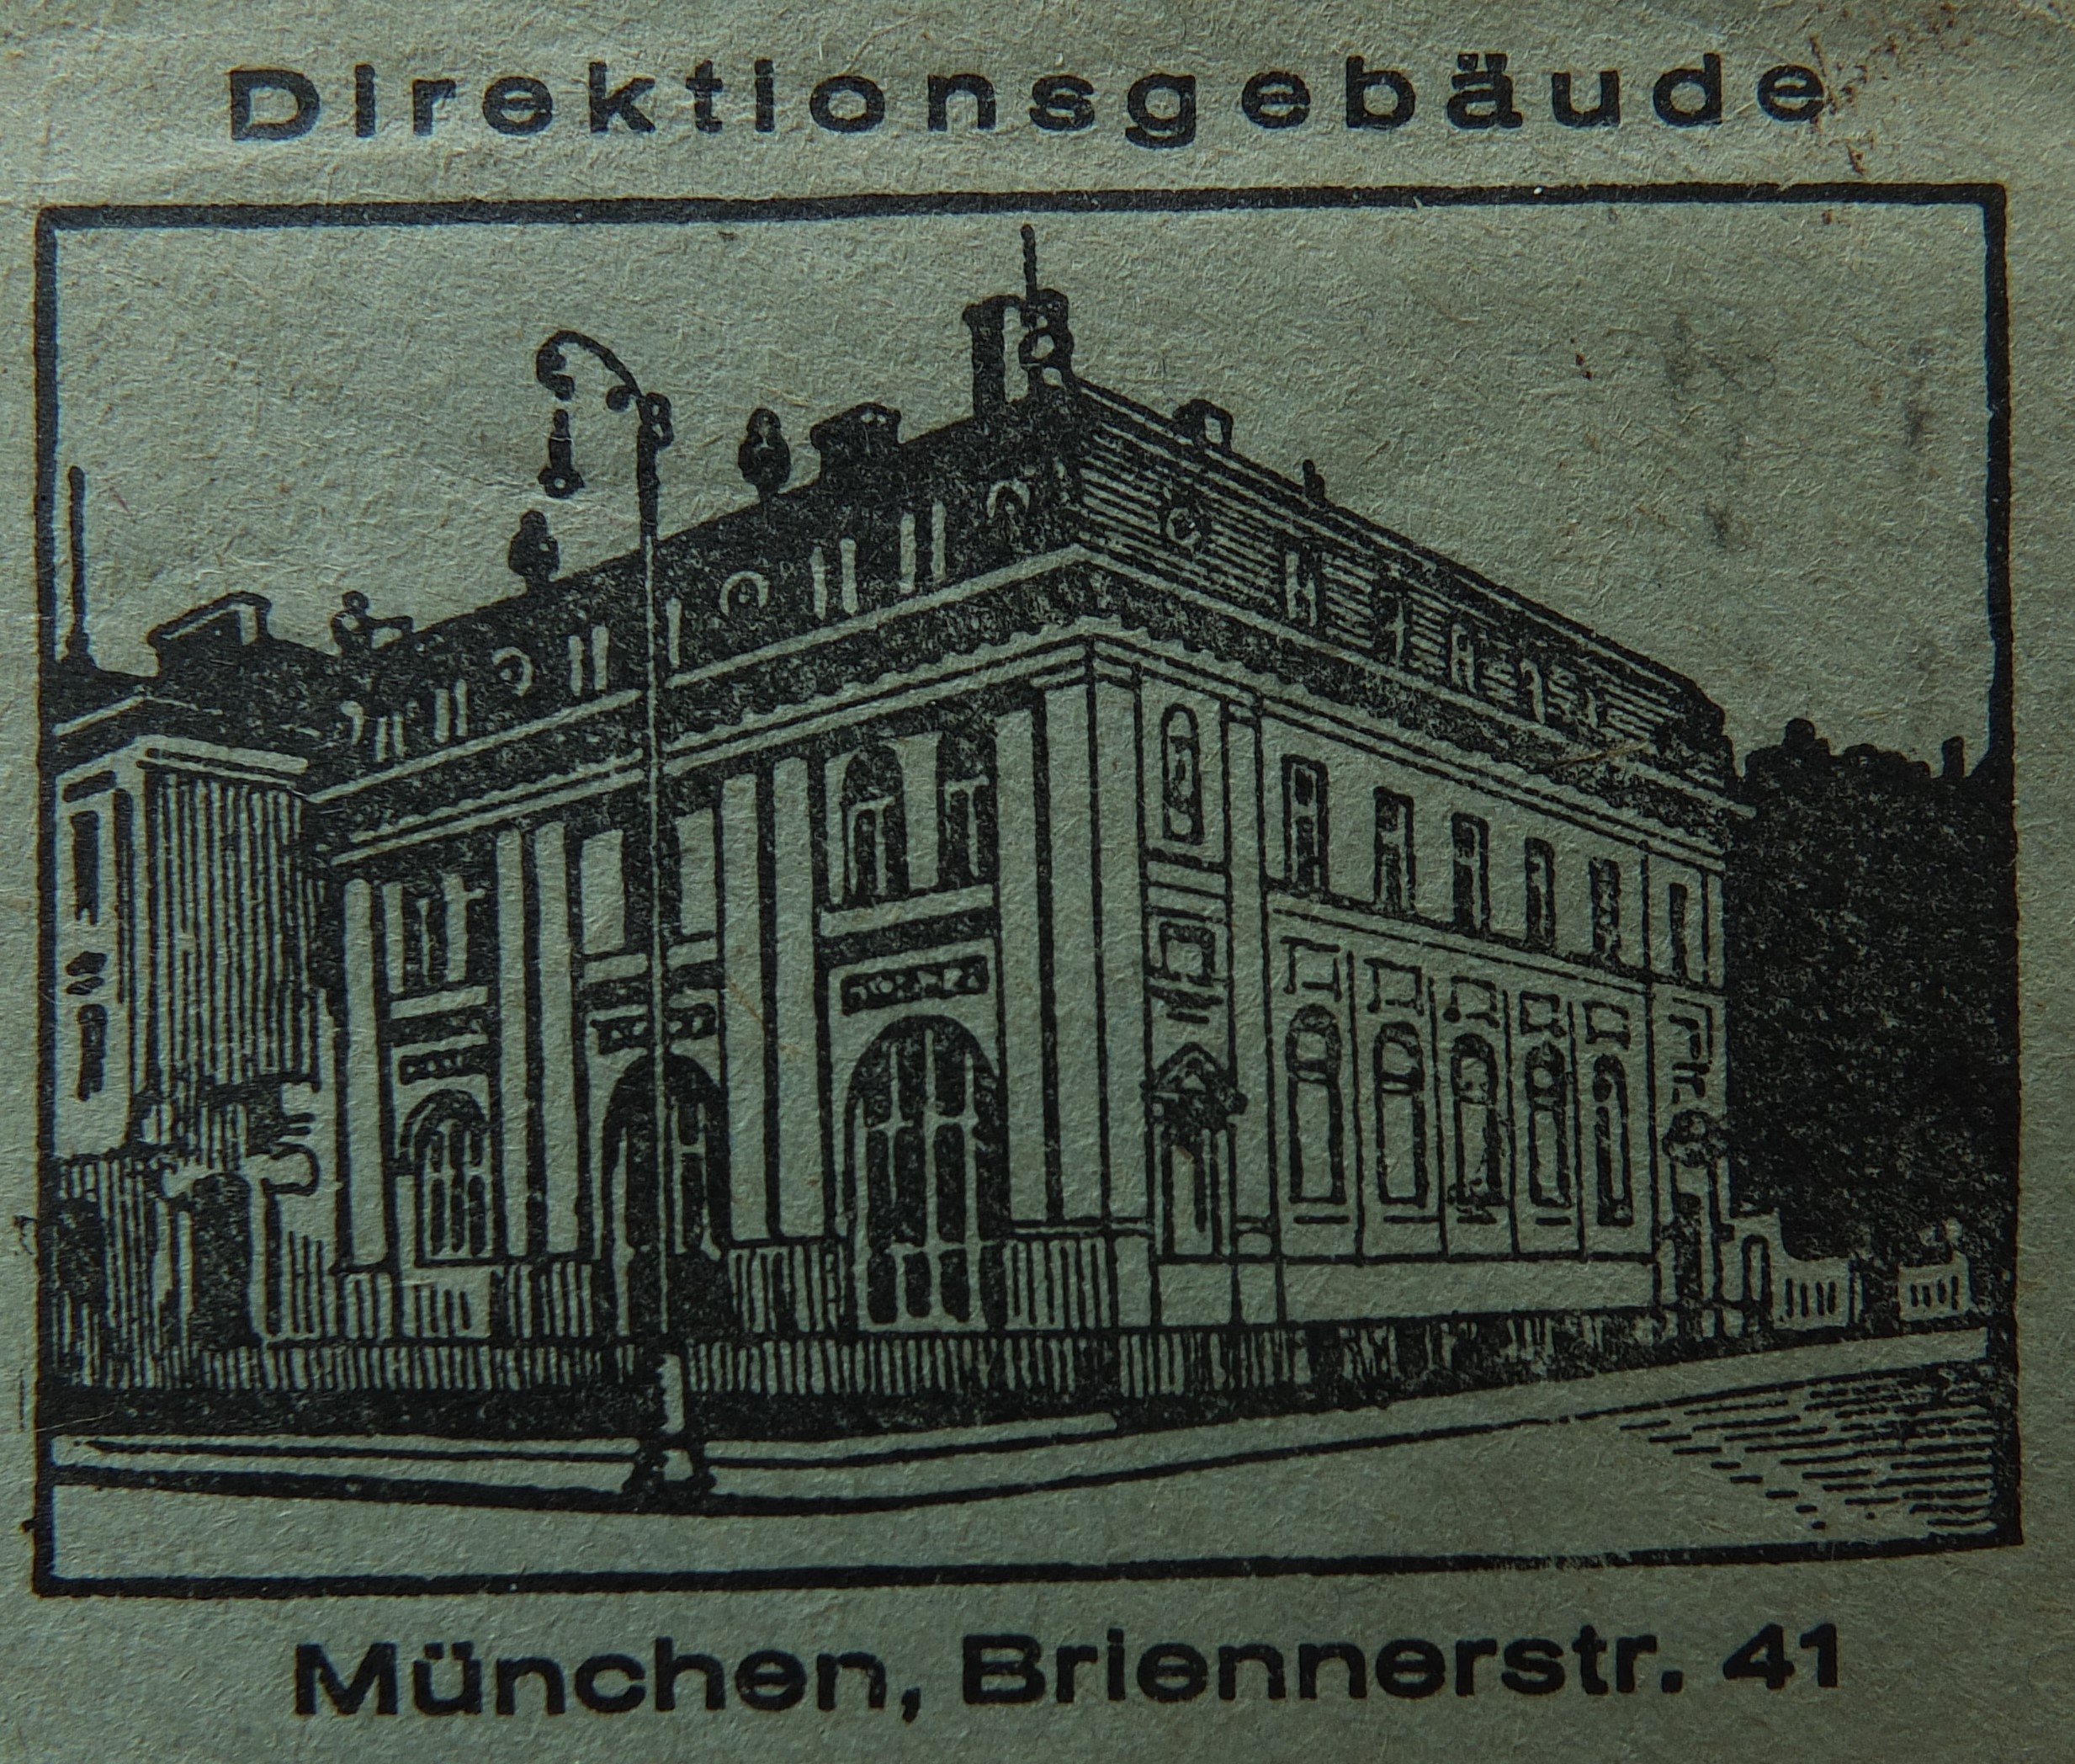 Direktionsgebäude
München, Briennerstr. 41